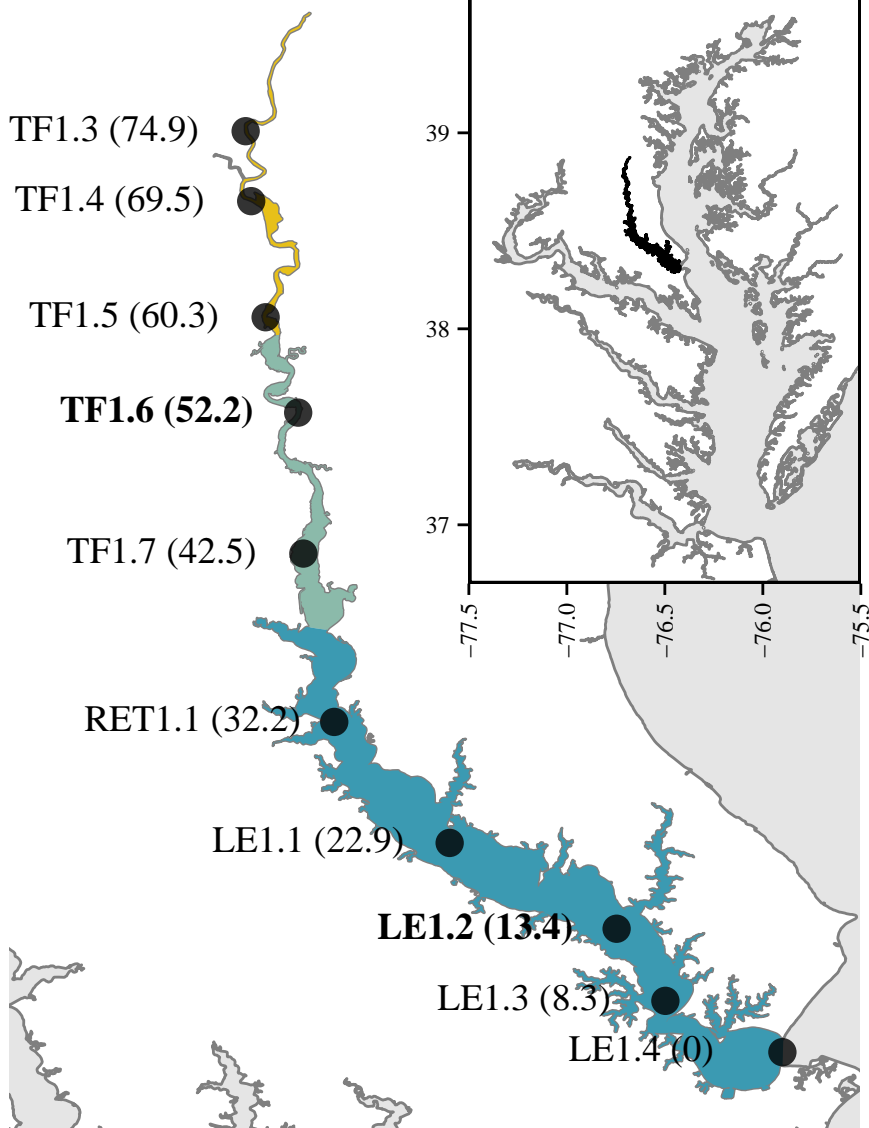 TF1.3 (74.9)
TF1.4 (69.5)
TF1.5 (60.3)
TF1.6 (52.2)
TF1.7 (42.5)
RET1.1 (32.2)
LE1.1 (22.9)
LE1.2 (13.4)
LE1.3 (8.3)
LE1.4 (0)
39
38
37
−77.5
−77.0
−76.5
−76.0
−75.5